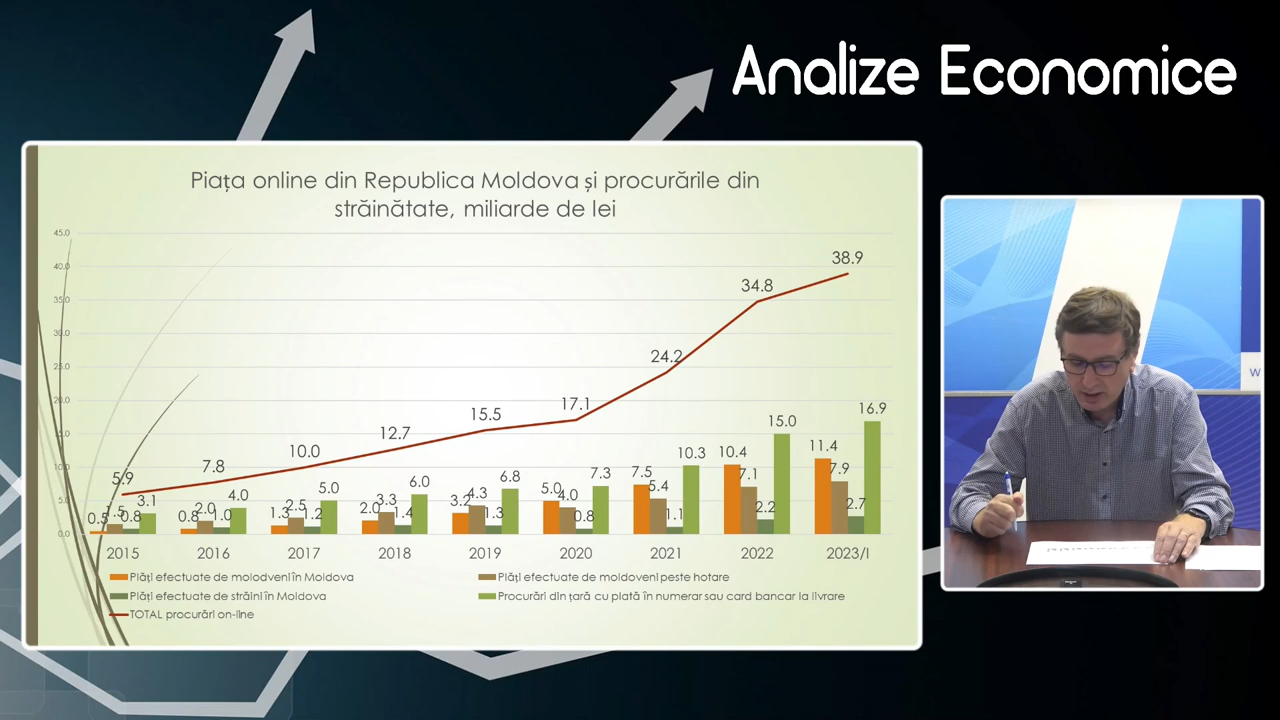 Analize Economice
Piața online din Republica Moldova și procurările din
străinătate, miliarde de lei
45.0
40.0
35.0
30.0
25.0
20.0
15.0
10.0
5.0
0.0
5.9
7.8
10.0
12.7
15.5
17.1
24.2
34.8
38.9
0.5 1.5 0.8 3.1
0.8 2.0 1.0 4.0
1.3 2.5 1.2 5.0
2.0 3.3 1.4 6.0
3.2 4.3 1.3 6.8
5.0 4.0 0.8 7.3
7.5 5.4 1.1 10.3
10.4 7.1 2.2 15.0
11.4 7.9 2.7 16.9
2015 2016 2017 2018 2019 2020 2021 2022 2023/I
Plăți efectuate de molodveni în Moldova
Plăți efectuate de moldoveni peste hotare
Plăți efectuate de străini în Moldova
Procurări din țară cu plată în numerar sau card bancar la livrare
TOTAL procurări on-line
W